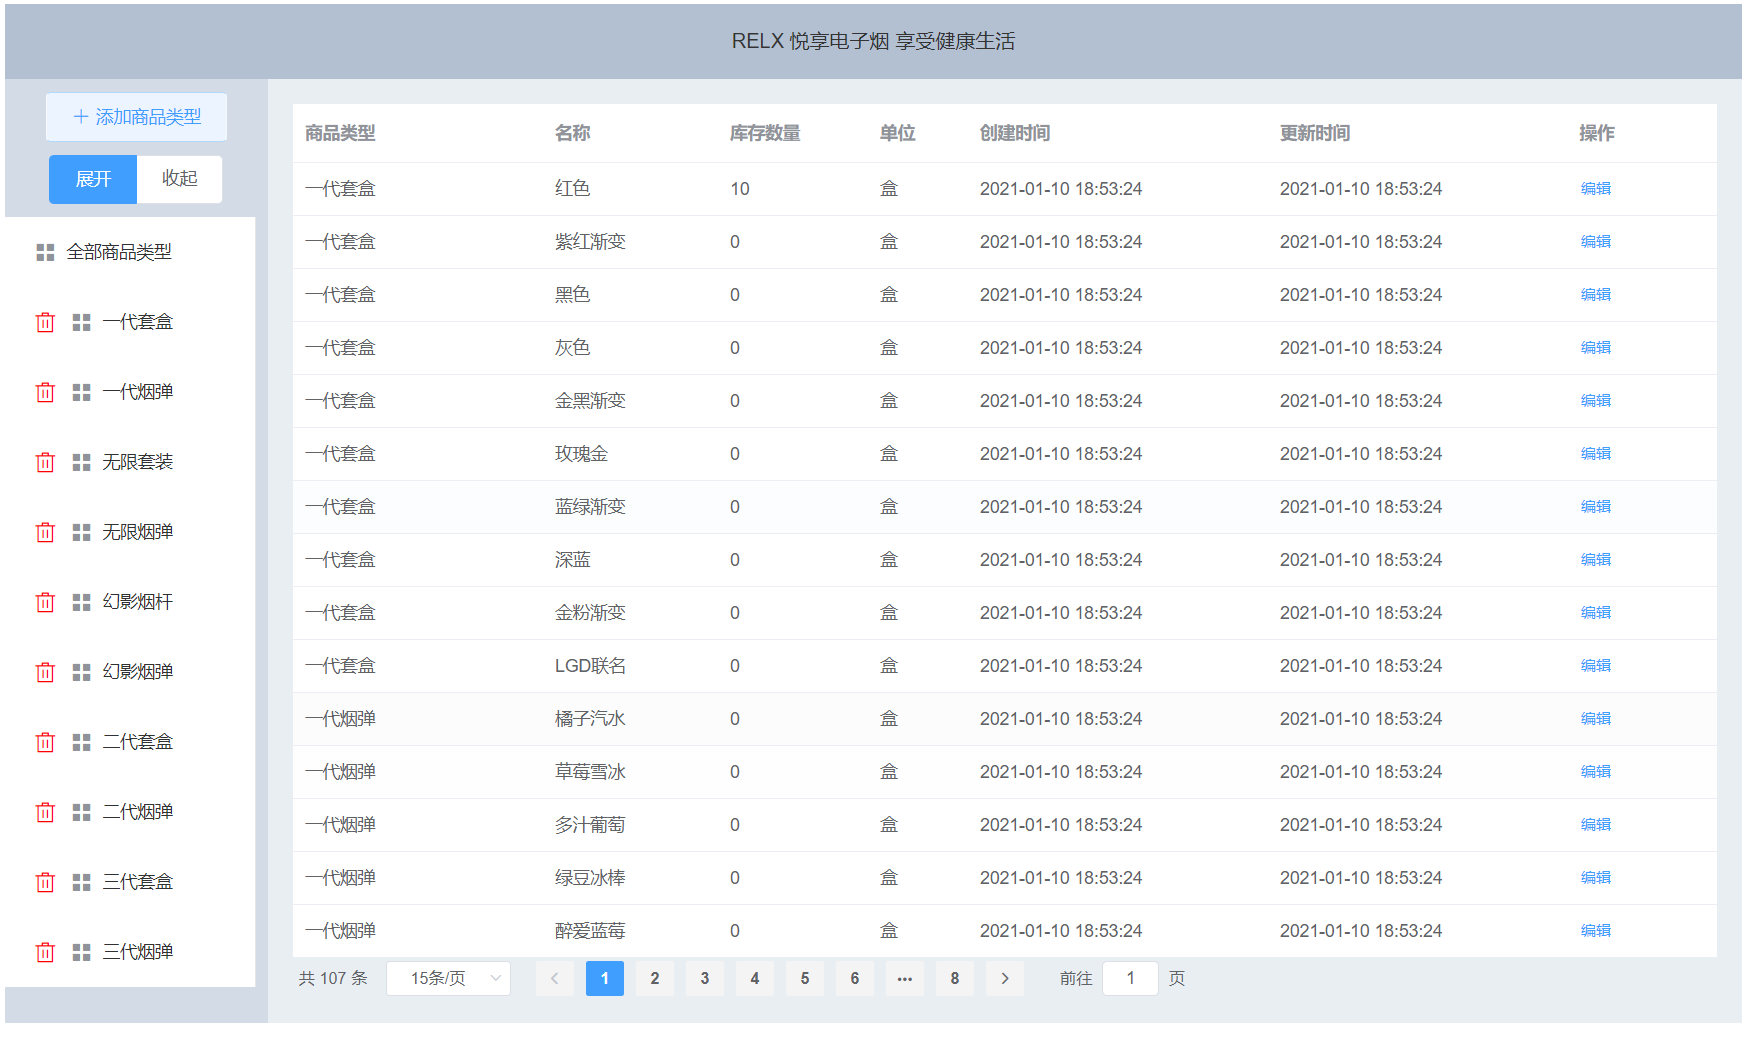 RELX 悦享电子烟 享受健康生活
添加商品类型
展开 收起
全部商品类型
一代套盒
一代烟弹
无限套装
无限烟弹
幻影烟杆
幻影烟弹
二代套盒
二代烟弹
三代套盒
三代烟弹
商品类型 名称 库存数量 单位 创建时间 更新时间 操作
一代套盒 红色 10 盒 2021-01-10 18:53:24 2021-01-10 18:53:24 编辑
一代套盒 紫红渐变 0 盒 2021-01-10 18:53:24 2021-01-10 18:53:24 编辑
一代套盒 黑色 0 盒 2021-01-10 18:53:24 2021-01-10 18:53:24 编辑
一代套盒 灰色 0 盒 2021-01-10 18:53:24 2021-01-10 18:53:24 编辑
一代套盒 金黑渐变 0 盒 2021-01-10 18:53:24 2021-01-10 18:53:24 编辑
一代套盒 玫瑰金 0 盒 2021-01-10 18:53:24 2021-01-10 18:53:24 编辑
一代套盒 蓝绿渐变 0 盒 2021-01-10 18:53:24 2021-01-10 18:53:24 编辑
一代套盒 深蓝 0 盒 2021-01-10 18:53:24 2021-01-10 18:53:24 编辑
一代套盒 金粉渐变 0 盒 2021-01-10 18:53:24 2021-01-10 18:53:24 编辑
一代套盒 LGD联名 0 盒 2021-01-10 18:53:24 2021-01-10 18:53:24 编辑
一代烟弹 橘子汽水 0 盒 2021-01-10 18:53:24 2021-01-10 18:53:24 编辑
一代烟弹 草莓雪冰 0 盒 2021-01-10 18:53:24 2021-01-10 18:53:24 编辑
一代烟弹 多汁葡萄 0 盒 2021-01-10 18:53:24 2021-01-10 18:53:24 编辑
一代烟弹 绿豆冰棒 0 盒 2021-01-10 18:53:24 2021-01-10 18:53:24 编辑
一代烟弹 醉爱蓝莓 0 盒 2021-01-10 18:53:24 2021-01-10 18:53:24 编辑
共 107 条 15条/页 1 2 3 4 5 6 ··· 8 前往 1 页